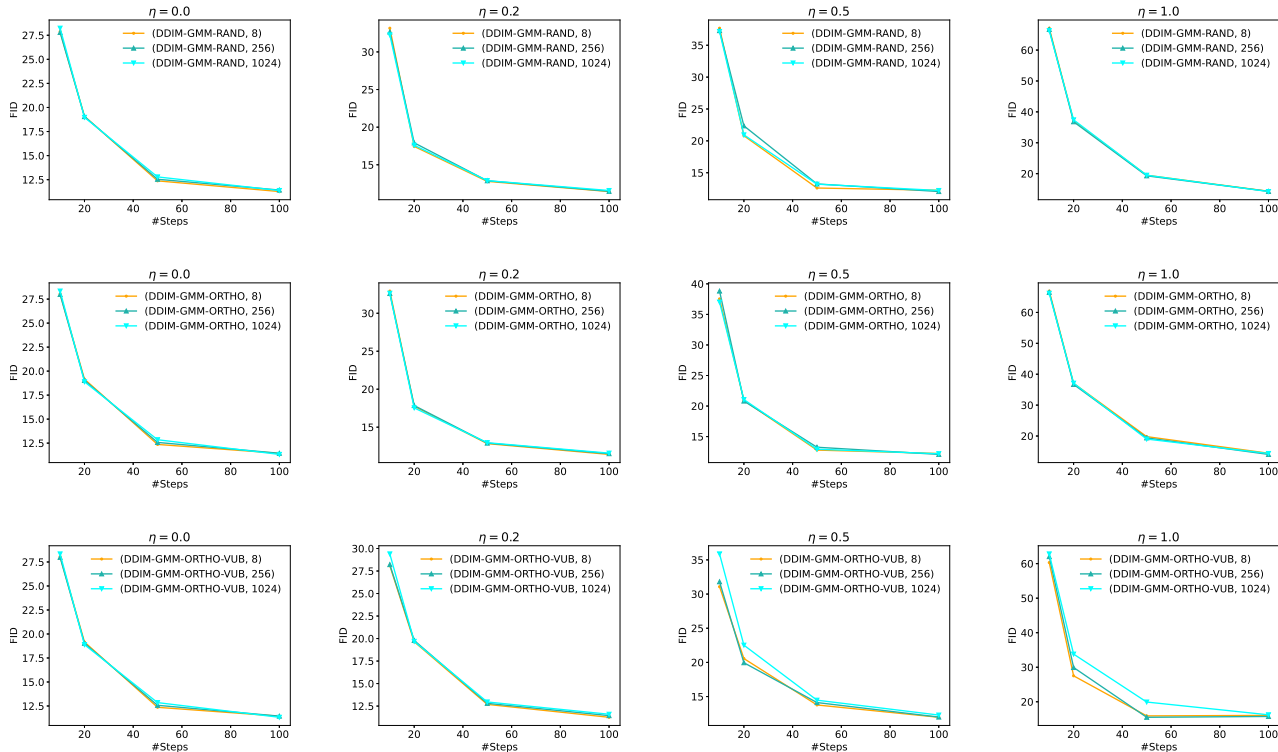 η = 0.0
27.5
25.0
22.5
20.0
17.5
15.0
12.5
FID
(DDIM-GMM-RAND, 8)
(DDIM-GMM-RAND, 256)
(DDIM-GMM-RAND, 1024)
20 40 60 80 100
#Steps
η = 0.2
30
25
20
15
FID
(DDIM-GMM-RAND, 8)
(DDIM-GMM-RAND, 256)
(DDIM-GMM-RAND, 1024)
20 40 60 80 100
#Steps
η = 0.5
35
30
25
20
15
FID
(DDIM-GMM-RAND, 8)
(DDIM-GMM-RAND, 256)
(DDIM-GMM-RAND, 1024)
20 40 60 80 100
#Steps
η = 1.0
60
50
40
30
20
FID
(DDIM-GMM-RAND, 8)
(DDIM-GMM-RAND, 256)
(DDIM-GMM-RAND, 1024)
20 40 60 80 100
#Steps
η = 0.0
27.5
25.0
22.5
20.0
17.5
15.0
12.5
FID
(DDIM-GMM-ORTHO, 8)
(DDIM-GMM-ORTHO, 256)
(DDIM-GMM-ORTHO, 1024)
20 40 60 80 100
#Steps
η = 0.2
30
25
20
15
FID
(DDIM-GMM-ORTHO, 8)
(DDIM-GMM-ORTHO, 256)
(DDIM-GMM-ORTHO, 1024)
20 40 60 80 100
#Steps
η = 0.5
40
35
30
25
20
15
FID
(DDIM-GMM-ORTHO, 8)
(DDIM-GMM-ORTHO, 256)
(DDIM-GMM-ORTHO, 1024)
20 40 60 80 100
#Steps
η = 1.0
60
50
40
30
20
FID
(DDIM-GMM-ORTHO, 8)
(DDIM-GMM-ORTHO, 256)
(DDIM-GMM-ORTHO, 1024)
20 40 60 80 100
#Steps
η = 0.0
27.5
25.0
22.5
20.0
17.5
15.0
12.5
FID
(DDIM-GMM-ORTHO-VUB, 8)
(DDIM-GMM-ORTHO-VUB, 256)
(DDIM-GMM-ORTHO-VUB, 1024)
20 40 60 80 100
#Steps
η = 0.2
30.0
27.5
25.0
22.5
20.0
17.5
15.0
12.5
FID
(DDIM-GMM-ORTHO-VUB, 8)
(DDIM-GMM-ORTHO-VUB, 256)
(DDIM-GMM-ORTHO-VUB, 1024)
20 40 60 80 100
#Steps
η = 0.5
35
30
25
20
15
FID
(DDIM-GMM-ORTHO-VUB, 8)
(DDIM-GMM-ORTHO-VUB, 256)
(DDIM-GMM-ORTHO-VUB, 1024)
20 40 60 80 100
#Steps
η = 1.0
60
50
40
30
20
FID
(DDIM-GMM-ORTHO-VUB, 8)
(DDIM-GMM-ORTHO-VUB, 256)
(DDIM-GMM-ORTHO-VUB, 1024)
20 40 60 80 100
#Steps